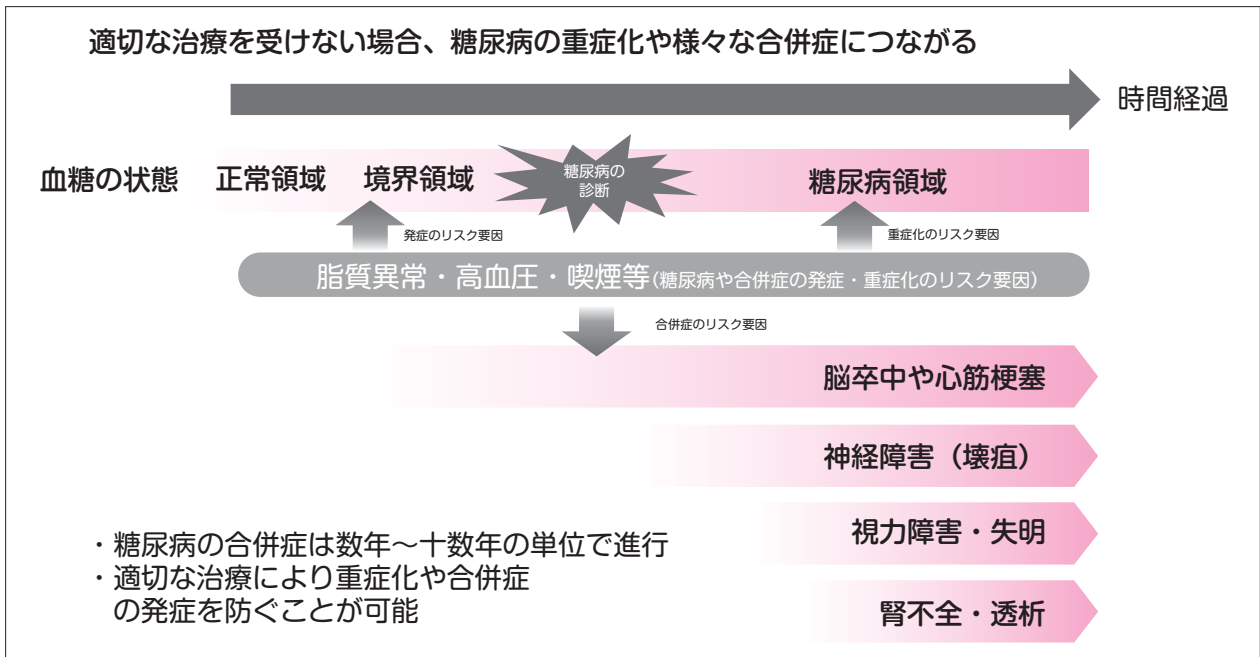 適切な治療を受けない場合、糖尿病の重症化や様々な合併症につながる
時間経過
血糖の状態
正常領域
境界領域
糖尿病の
診断
糖尿病領域
発症のリスク要因
重症化のリスク要因
脂質異常・高血圧・喫煙等(糖尿病や合併症の発症・重症化のリスク要因)
合併症のリスク要因
脳卒中や心筋梗塞
神経障害（壊疽）
視力障害・失明
腎不全・透析
・糖尿病の合併症は数年～十数年の単位で進行
・適切な治療により重症化や合併症
の発症を防ぐことが可能